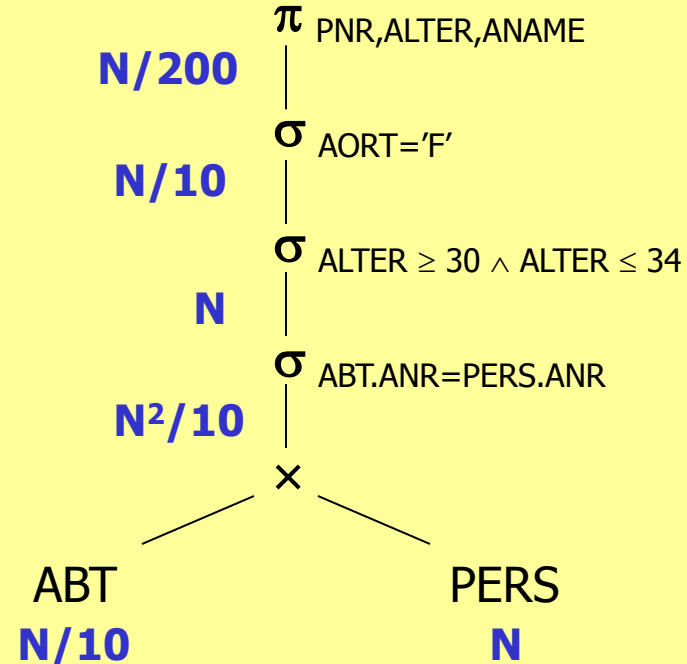 π PNR,ALTER,ANAME
N/200
σ AORT=’F’
N/10
σ ALTER ≥ 30 ∧ ALTER ≤ 34
N
σ ABT.ANR=PERS.ANR
N²/10
×
ABT PERS
N/10 N